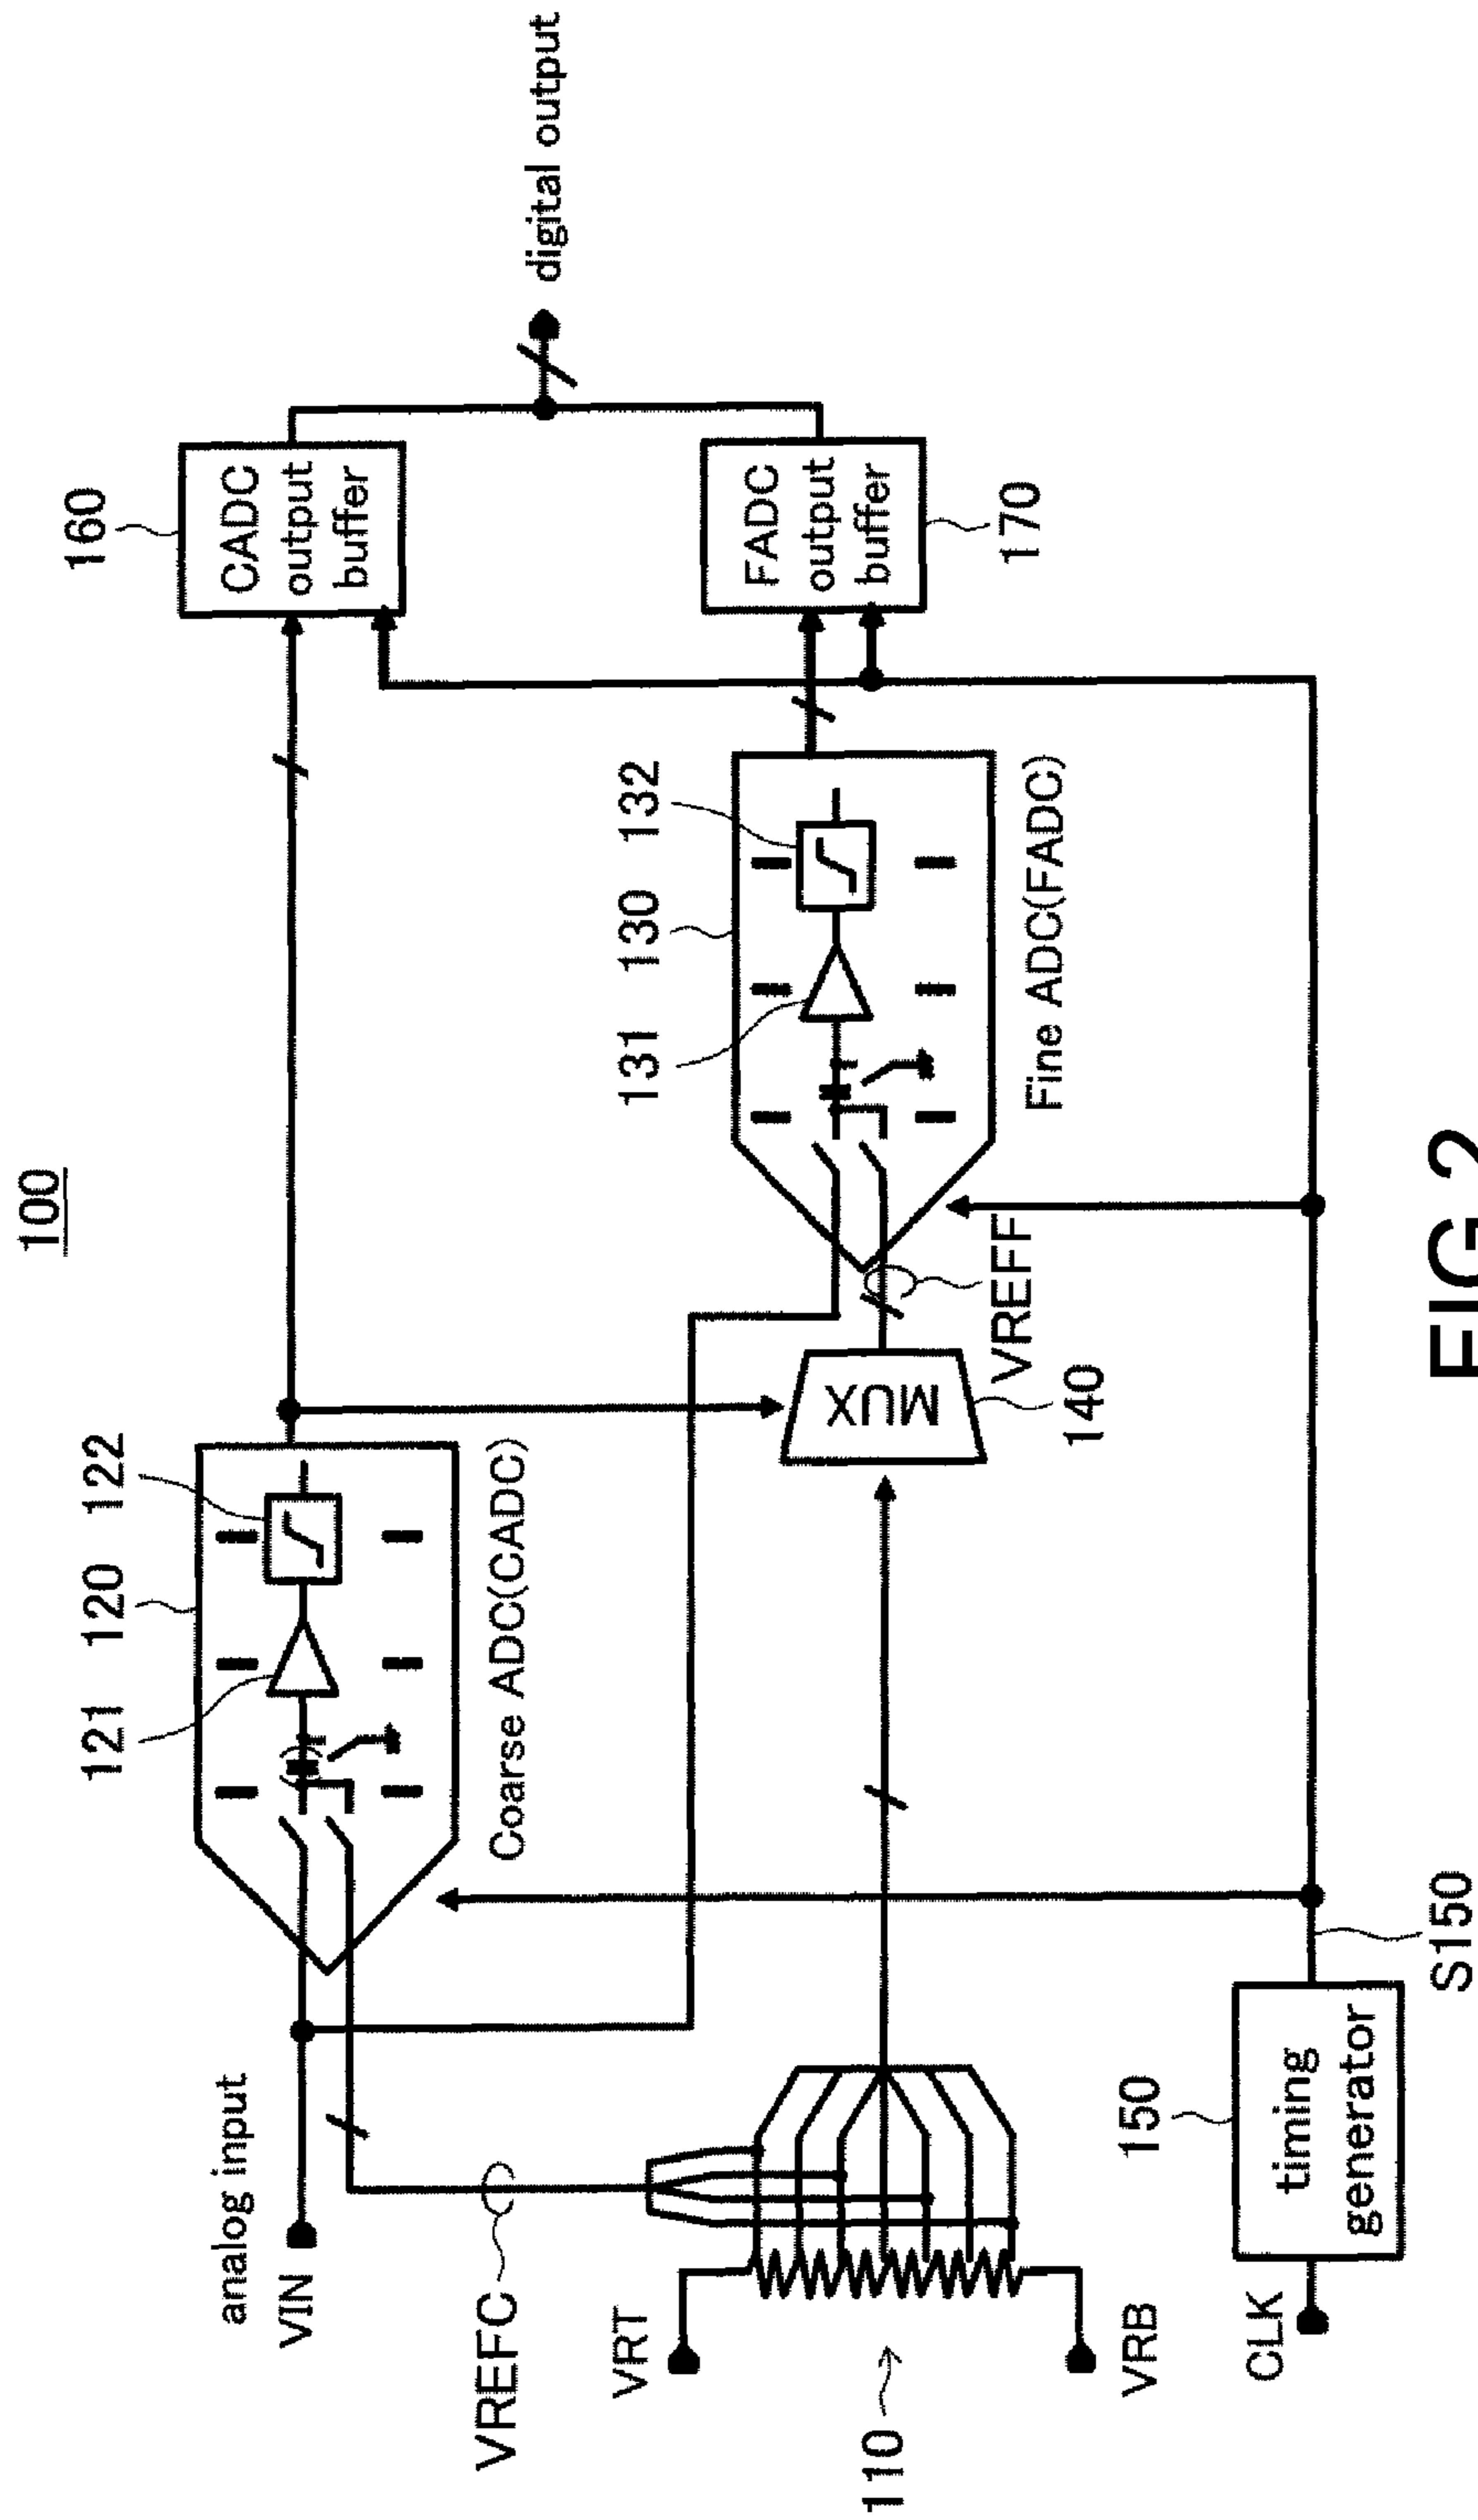 100
160
CADC
output
buffer
digital output
121 120 122
Coarse ADC(CADC)
analog input
VIN
VREFC
131 130 132
FADC
output
buffer
170
Fine ADC(FADC)
VREFF
MUX
140
VRT
110
VRB
150
timing
generator
CLK
S150
FIG. 2